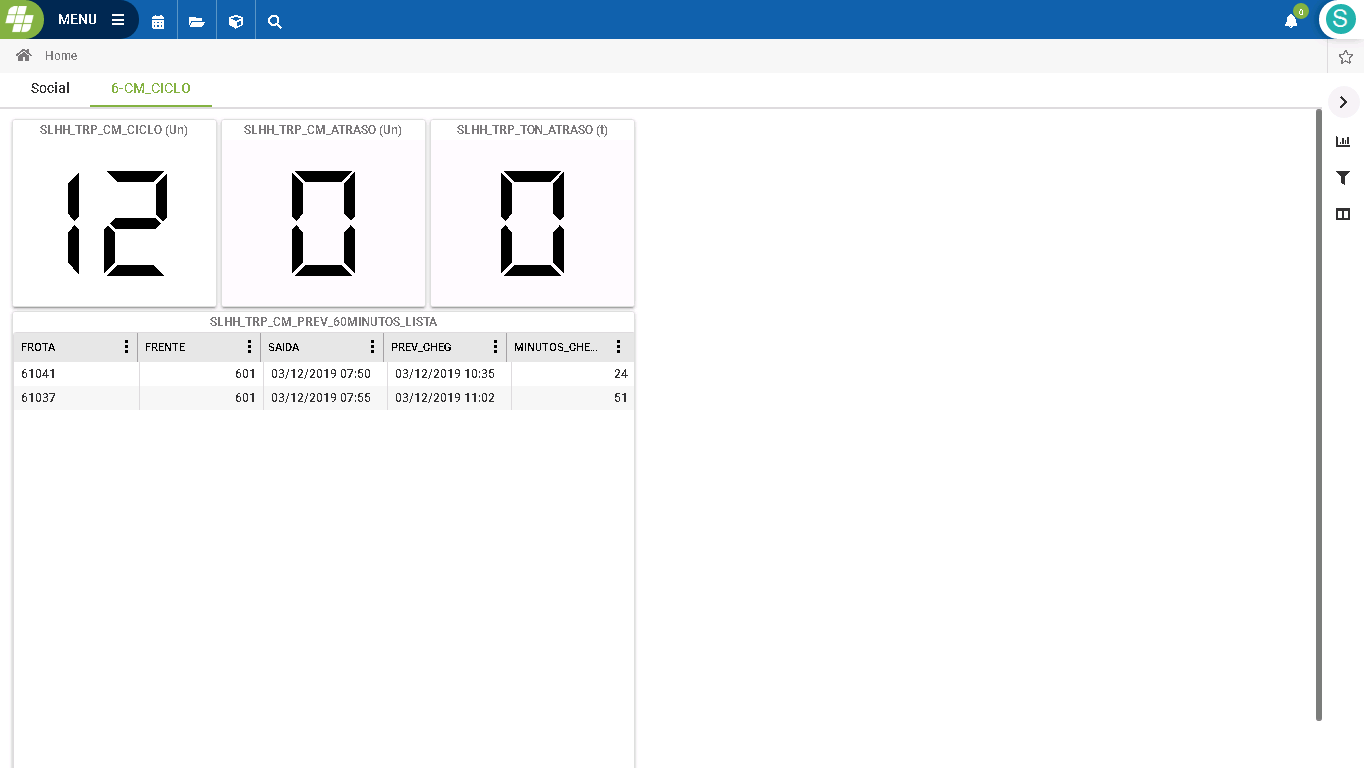 MENU
0
S
Home
Social 6-CM_CICLO
SLHH_TRP_CM_CICLO (Un) SLHH_TRP_CM_ATRASO (Un) SLHH_TRP_TON_ATRASO (t)
12 0 0
SLHH_TRP_CM_PREV_60MINUTOS_LISTA
FROTA FRENTE SAIDA PREV_CHEG MINUTOS_CHE...
61041 601 03/12/2019 07:50 03/12/2019 10:35 24
61037 601 03/12/2019 07:55 03/12/2019 11:02 51